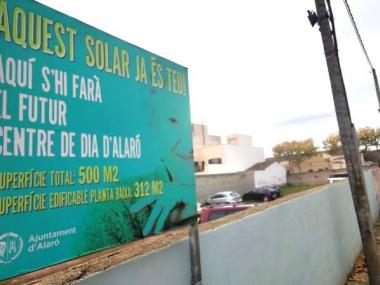 AQUEST SOLAR JA ÉS TEU!
AQUÍ S'HI FARÀ
EL FUTUR
CENTRE DE DIA D'ALARÓ
SUPERFÍCIE TOTAL: 500 M2
SUPERFÍCIE EDIFICABLE PLANTA BAIXA: 312 M2
Ajuntament
d'Alaró